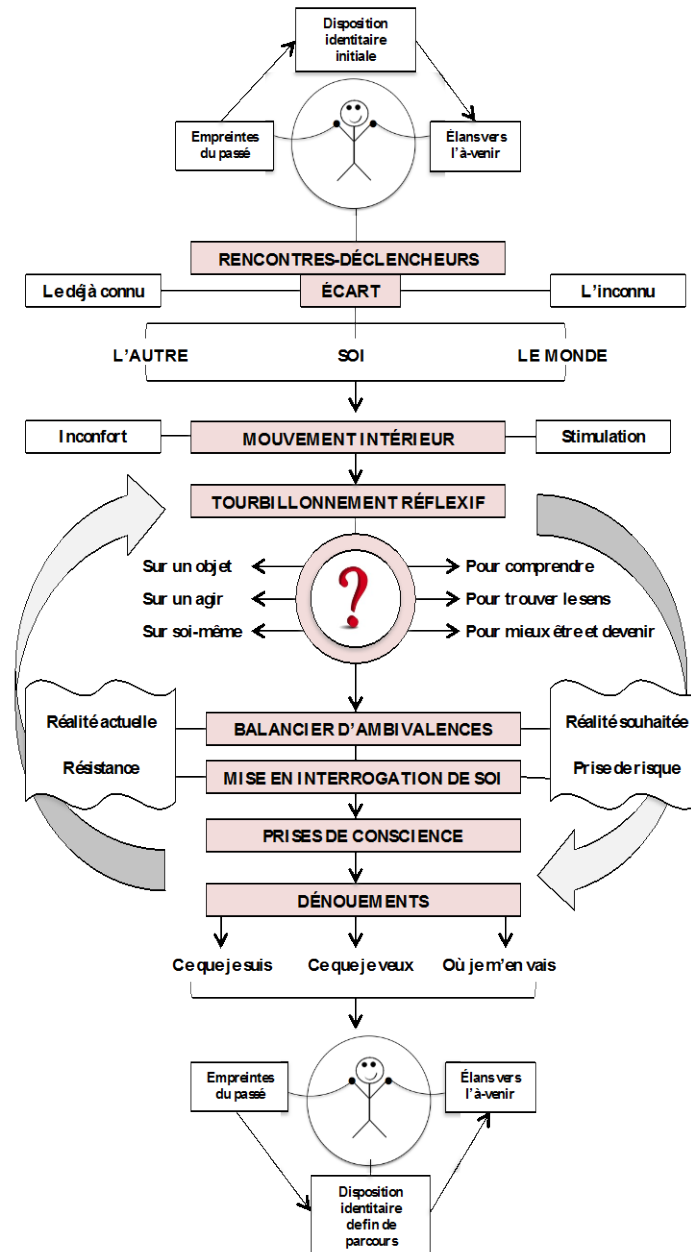 Disposition
identitaire
initiale
Empreintes
du passé
Élans vers
l'à-venir
RENCONTRES-DÉCLENCHEURS
Le déjà connu
ÉCART
L'inconnu
L'AUTRE
SOI
LE MONDE
Inconfort
MOUVEMENT INTÉRIEUR
Stimulation
TOURBILLONNEMENT RÉFLEXIF
?
Sur un objet
Pour comprendre
Sur un agir
Pour trouver le sens
Sur soi-même
Pour mieux être et devenir
Réalité actuelle
BALANCIER D'AMBIVALENCES
Réalité souhaitée
Résistance
MISE EN INTERROGATION DE SOI
Prise de risque
PRISES DE CONSCIENCE
DÉNOUEMENTS
Ce que je suis
Ce que je veux
Où je m'en vais
Empreintes
du passé
Élans vers
l'à-venir
Disposition
identitaire
de fin de
parcours